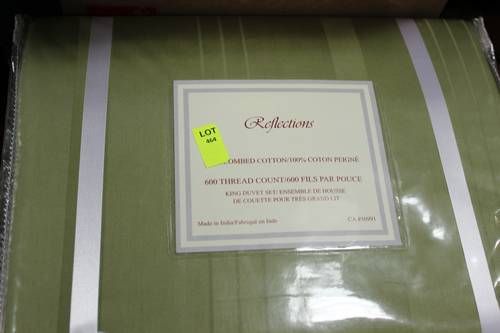 Reflections
LOT
464
COMBED COTTON/100% COTON PEIGNÉ
600 THREAD COUNT/600 FILS PAR POUCE
KING DUVET SET/ENSEMBLE DE HOUSSE
DE COUETTE POUR TRÈS GRAND LIT
Made in India/Fabriqué en Inde